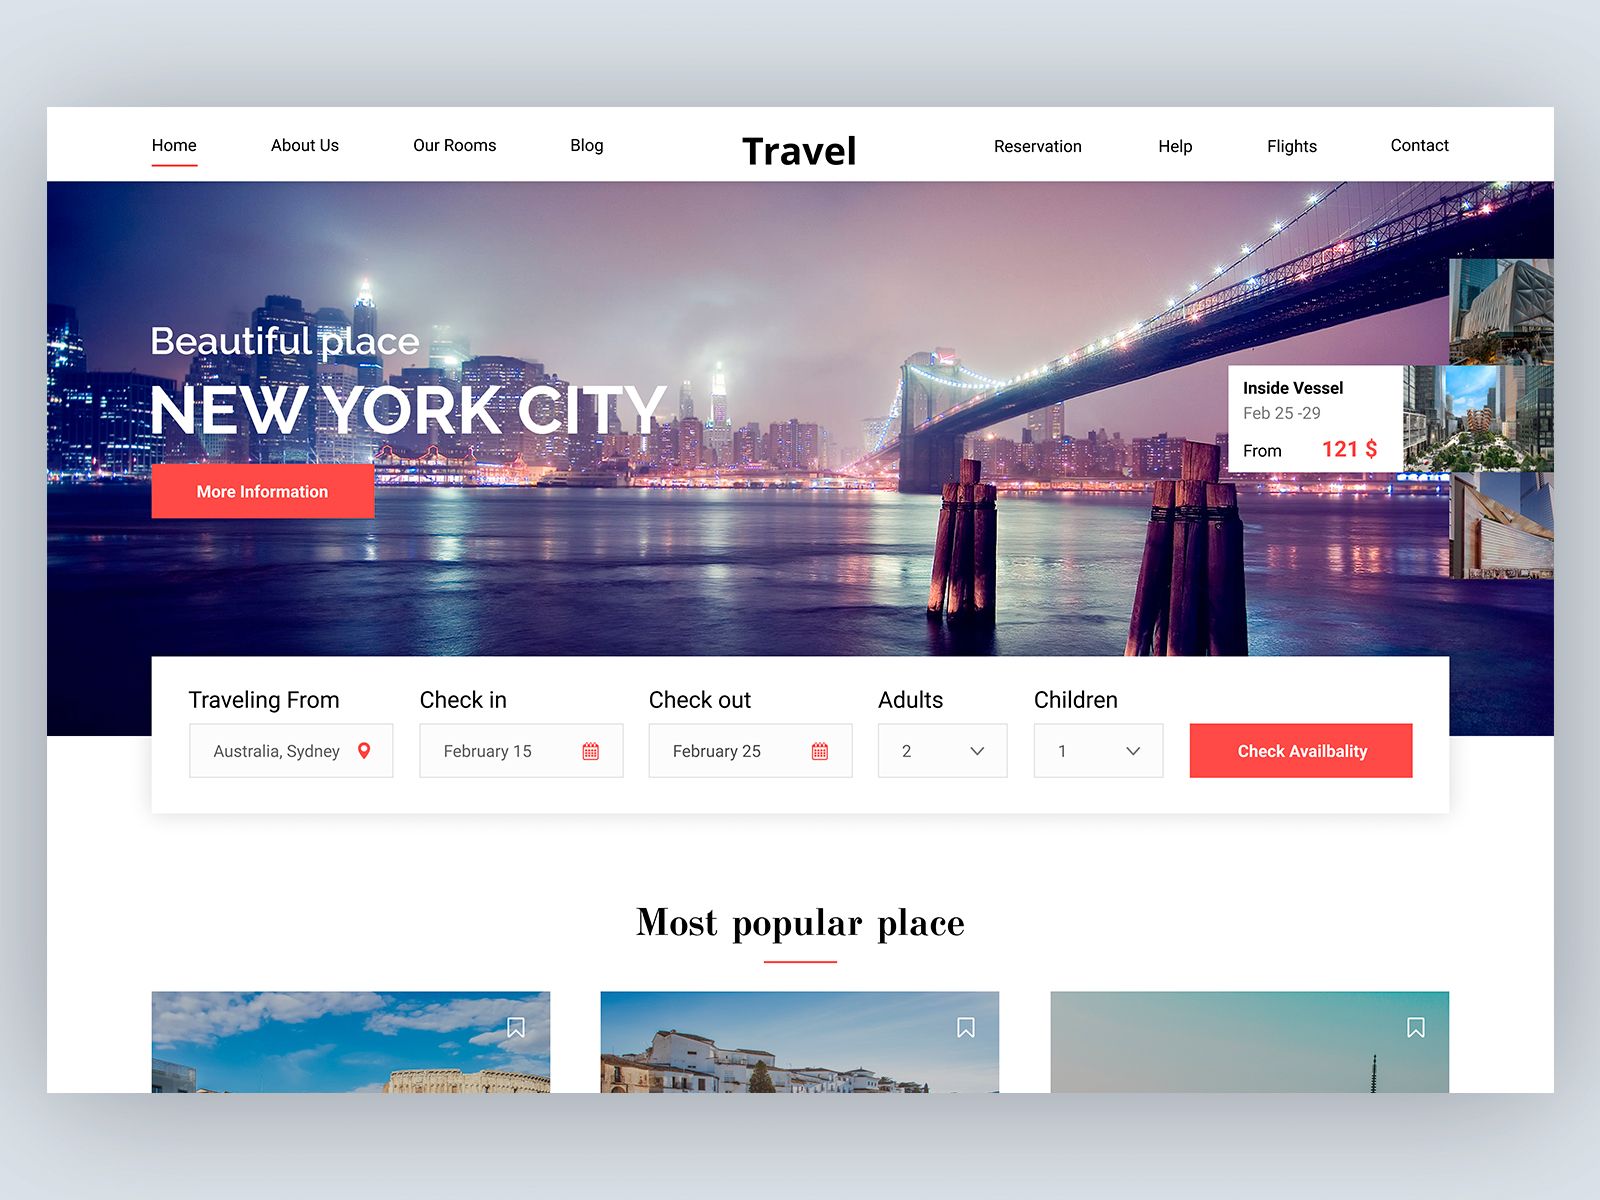 Home
About Us
Our Rooms
Blog
Travel
Reservation
Help
Flights
Contact
Beautiful place
NEW YORK CITY
More Information
Inside Vessel
Feb 25 -29
From 121 $
Traveling From
Check in
Check out
Adults
Children
Australia, Sydney
February 15
February 25
2
1
Check Availbality
Most popular place